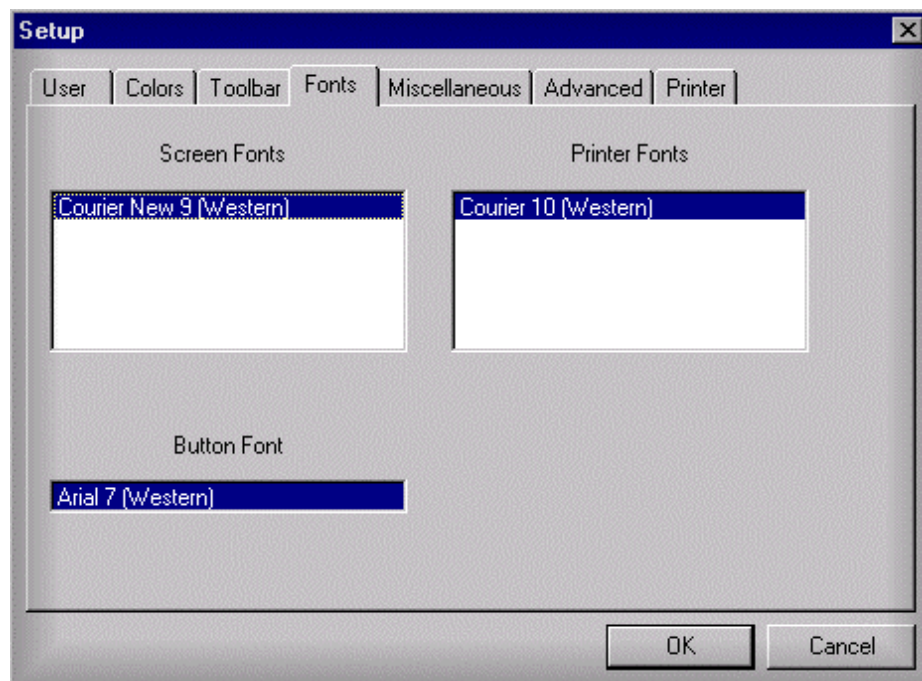 Setup
User Colors Toolbar Fonts Miscellaneous Advanced Printer
Screen Fonts Printer Fonts
Courier New 9 (Western) Courier 10 (Western)
Button Font
Arial 7 (Western)
OK Cancel